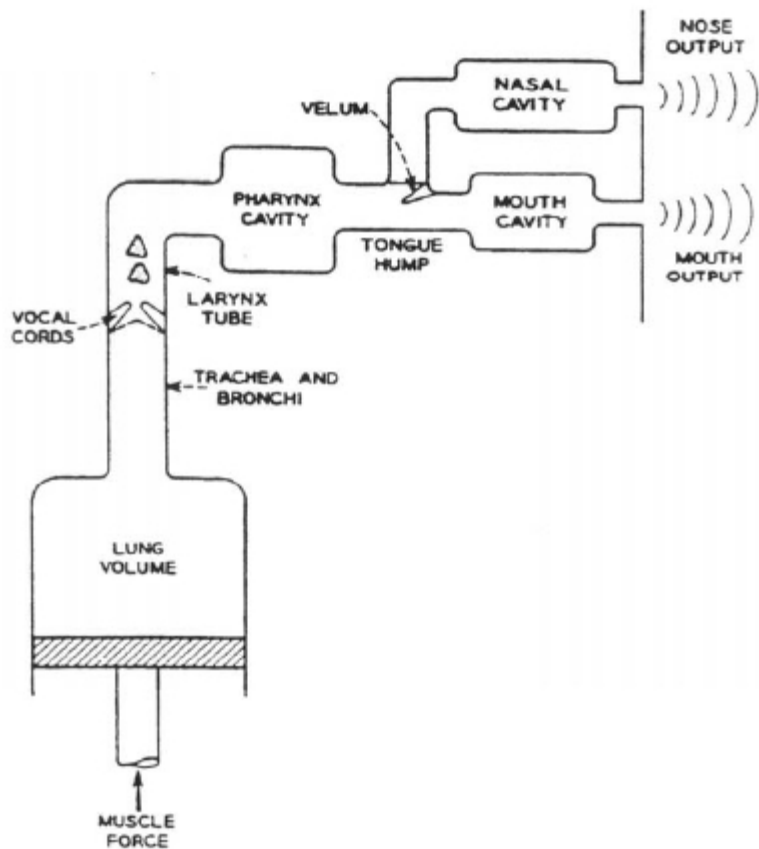 NOSE
OUTPUT
NASAL
CAVITY
VELUM
PHARYNX
CAVITY
MOUTH
CAVITY
TONGUE
HUMP
MOUTH
OUTPUT
LARYNX
TUBE
VOCAL
CORDS
TRACHEA AND
BRONCHI
LUNG
VOLUME
MUSCLE
FORCE